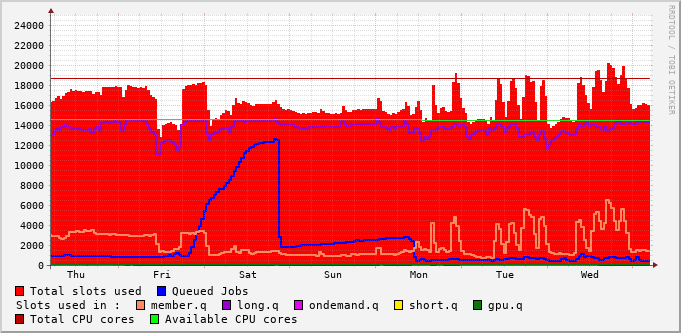 24000
22000
20000
18000
16000
14000
12000
10000
8000
6000
4000
2000
0
Thu Fri Sat Sun Mon Tue Wed
RRDTOOL / TOBI OETIKER
Total slots used Queued Jobs
Slots used in : member.q long.q ondemand.q short.q gpu.q
Total CPU cores Available CPU cores